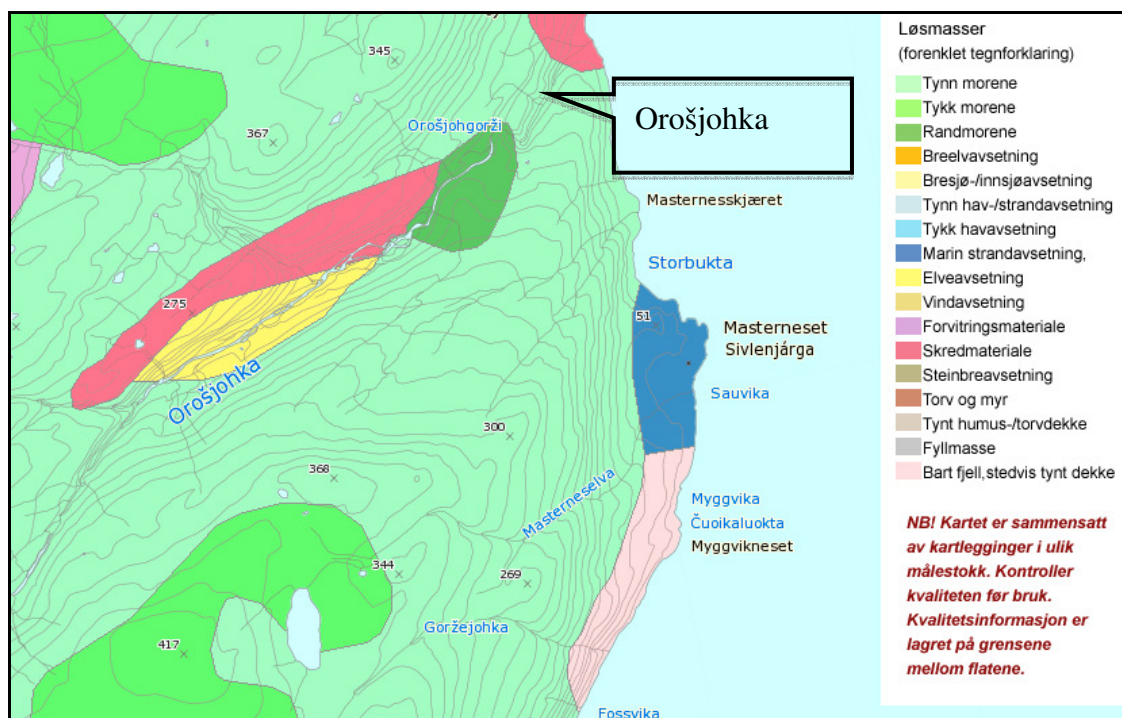 345
Orošjohka
Orošjohgorži
367
Masternesskjæret
Storbukta
275
51
Masterneset
Sivlenjárga
Orošjohka
Sauvika
300
368
Masterneselva
Myggvika
Čuoikaluokta
Myggvikneset
344
269
Goržejohka
417
Fossvika
Løsmasser
(forenklet tegnforklaring)
Tynn morene
Tykk morene
Randmorene
Breelvavsetning
Bresjø-/innsjøavsetning
Tynn hav-/strandavsetning
Tykk havavsetning
Marin strandavsetning,
Elveavsetning
Vindavsetning
Forvitringsmateriale
Skredmateriale
Steinbreavsetning
Torv og myr
Tynt humus-/torvdekke
Fyllmasse
Bart fjell,stedvis tynt dekke
NB! Kartet er sammensatt
av kartlegginger i ulik
målestokk. Kontroller
kvaliteten før bruk.
Kvalitetsinformasjon er
lagret på grensene
mellom flatene.